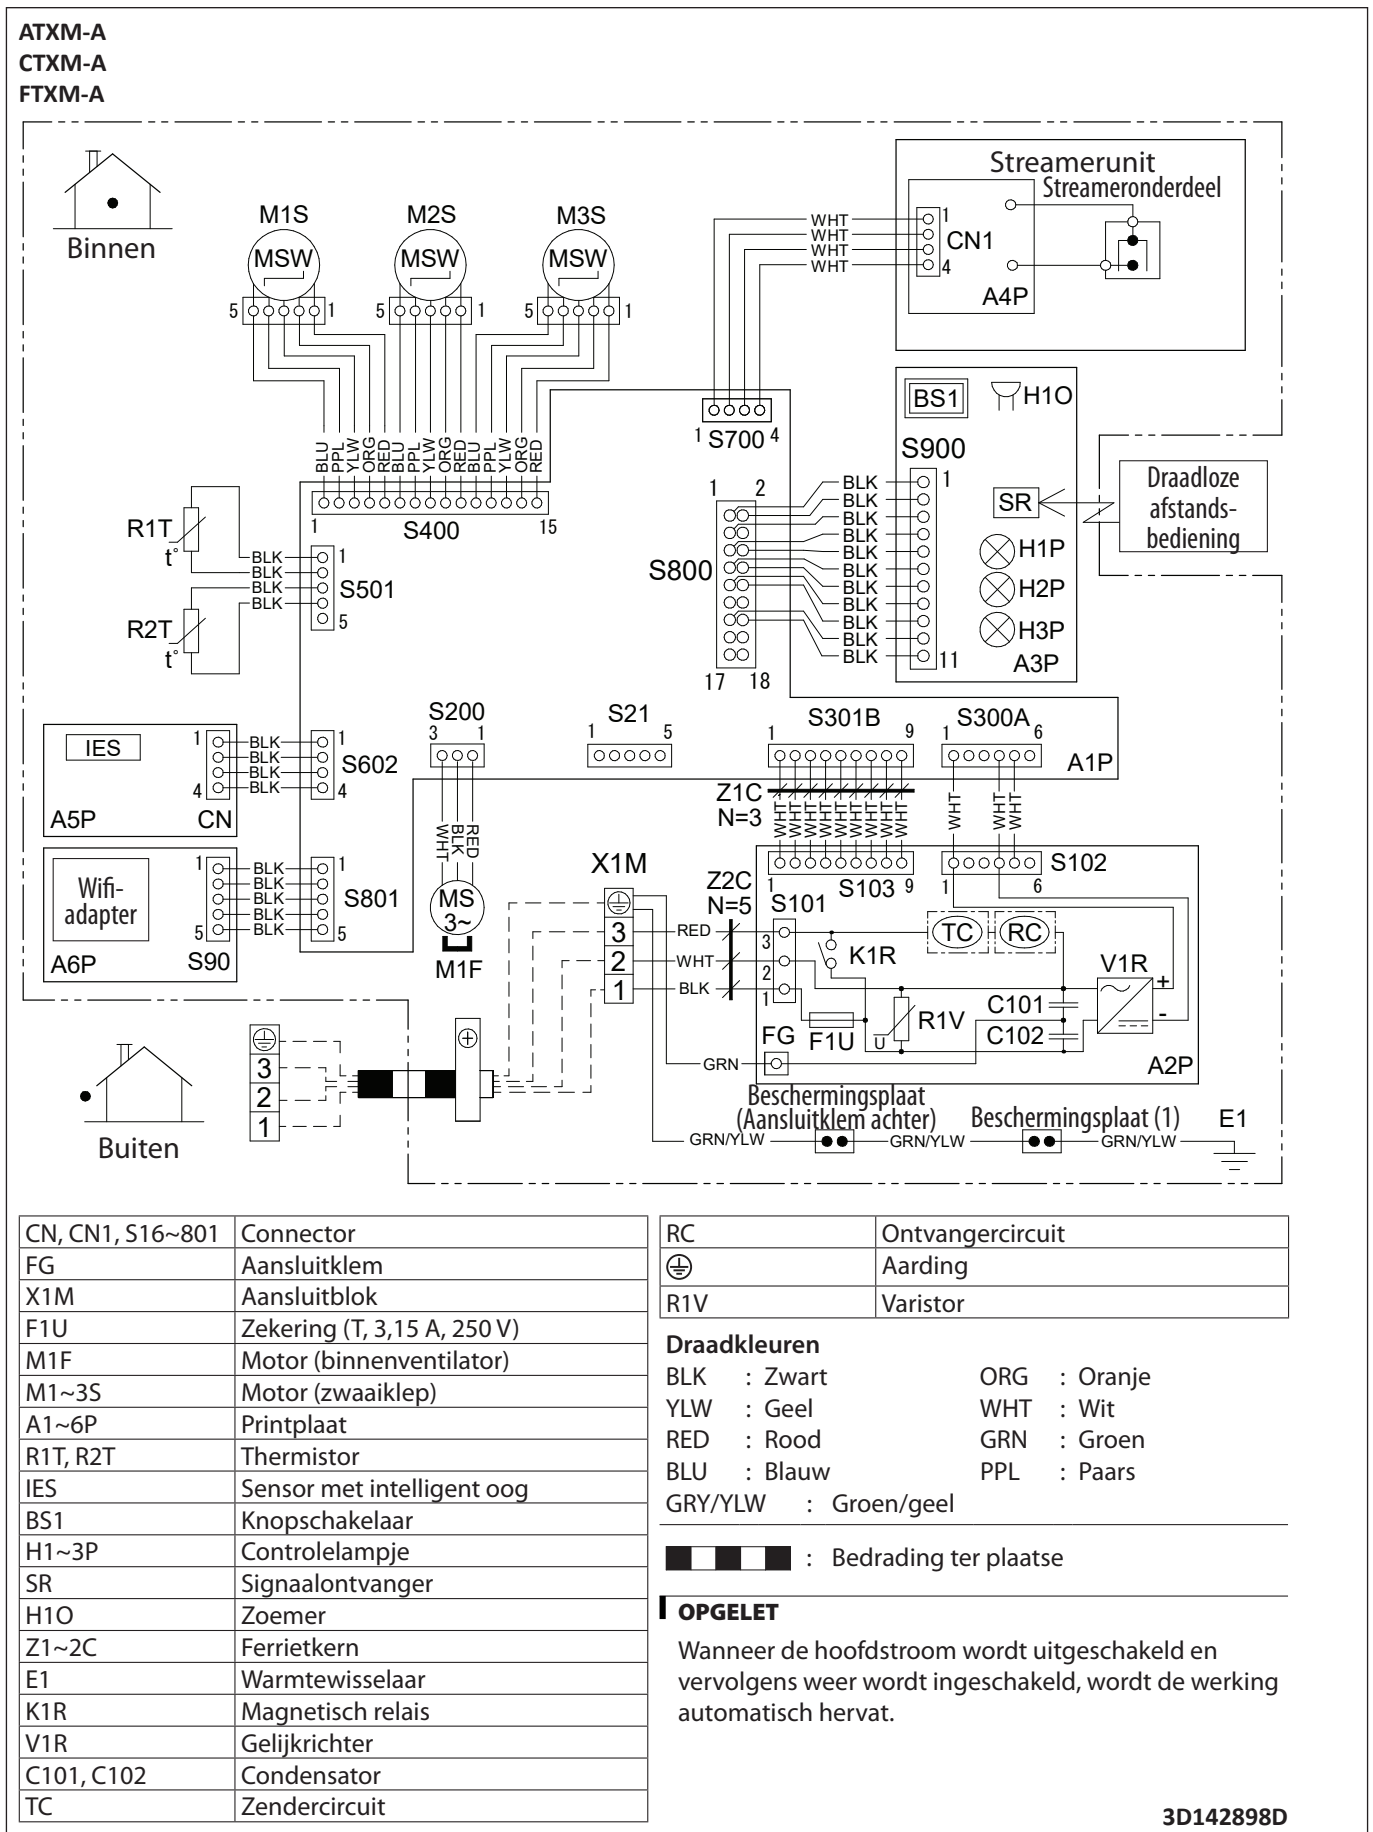 ATXM-A
CTXM-A
FTXM-A
Binnen
M1S
M2S
M3S
MSW
MSW
MSW
5 1
5 1
5 1
BLU PPL YLW ORG RED BLU PPL YLW ORG RED BLU PPL YLW ORG RED
1 S400 15
Streamerunit
Streameronderdeel
WHT
WHT
WHT
WHT
1
CN1
4
A4P
1 S700 4
BS1
H1O
S900
1
SR
H1P
H2P
H3P
11
A3P
Draadloze
afstands-
bediening
1 2
S800
17 18
BLK
BLK
BLK
BLK
BLK
BLK
BLK
BLK
BLK
BLK
BLK
R1T
t°
R2T
t°
BLK
BLK
BLK
BLK
1
S501
5
IES
A5P
CN
1
4
BLK
BLK
BLK
BLK
1
S602
4
Wifi-
adapter
A6P
S90
1
5
BLK
BLK
BLK
BLK
BLK
1
S801
5
S200
3 1
WHT BLK RED
MS
3~
M1F
S21
1 5
S301B
1 9
S300A
1 6
A1P
Z1C
N=3
WHT WHT WHT WHT WHT WHT WHT WHT WHT
WHT WHT WHT
1 S103 9
S102
1 6
X1M
3
2
1
Z2C
N=5
S101
RED
WHT
BLK
3
2
1
K1R
TC
RC
V1R
+
-
C101
C102
R1V
U
F1U
FG
GRN
A2P
Buiten
3
2
1
Beschermingsplaat
(Aansluitklem achter)
Beschermingsplaat (1)
E1
GRN/YLW
GRN/YLW
GRN/YLW
CN, CN1, S16~801 Connector
FG Aansluitklem
X1M Aansluitblok
F1U Zekering (T, 3,15 A, 250 V)
M1F Motor (binnenventilator)
M1~3S Motor (zwaaiklep)
A1~6P Printplaat
R1T, R2T Thermistor
IES Sensor met intelligent oog
BS1 Knopschakelaar
H1~3P Controlelampje
SR Signaalontvanger
H1O Zoemer
Z1~2C Ferrietkern
E1 Warmtewisselaar
K1R Magnetisch relais
V1R Gelijkrichter
C101, C102 Condensator
TC Zendercircuit
RC Ontvangercircuit
Aarding
R1V Varistor
Draadkleuren
BLK : Zwart ORG : Oranje
YLW : Geel WHT : Wit
RED : Rood GRN : Groen
BLU : Blauw PPL : Paars
GRY/YLW : Groen/geel
: Bedrading ter plaatse
OPGELET
Wanneer de hoofdstroom wordt uitgeschakeld en
vervolgens weer wordt ingeschakeld, wordt de werking
automatisch hervat.
3D142898D